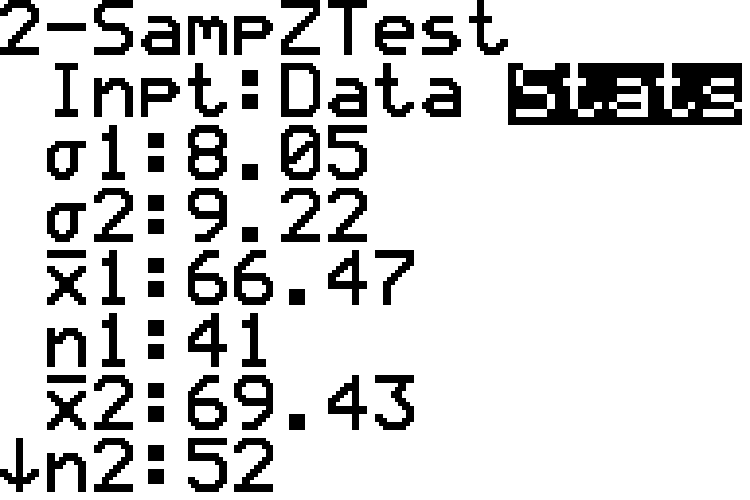 2-SampZTest
Inpt:Data Stats
σ1:8.05
σ2:9.22
x̄1:66.47
n1:41
x̄2:69.43
↓n2:52